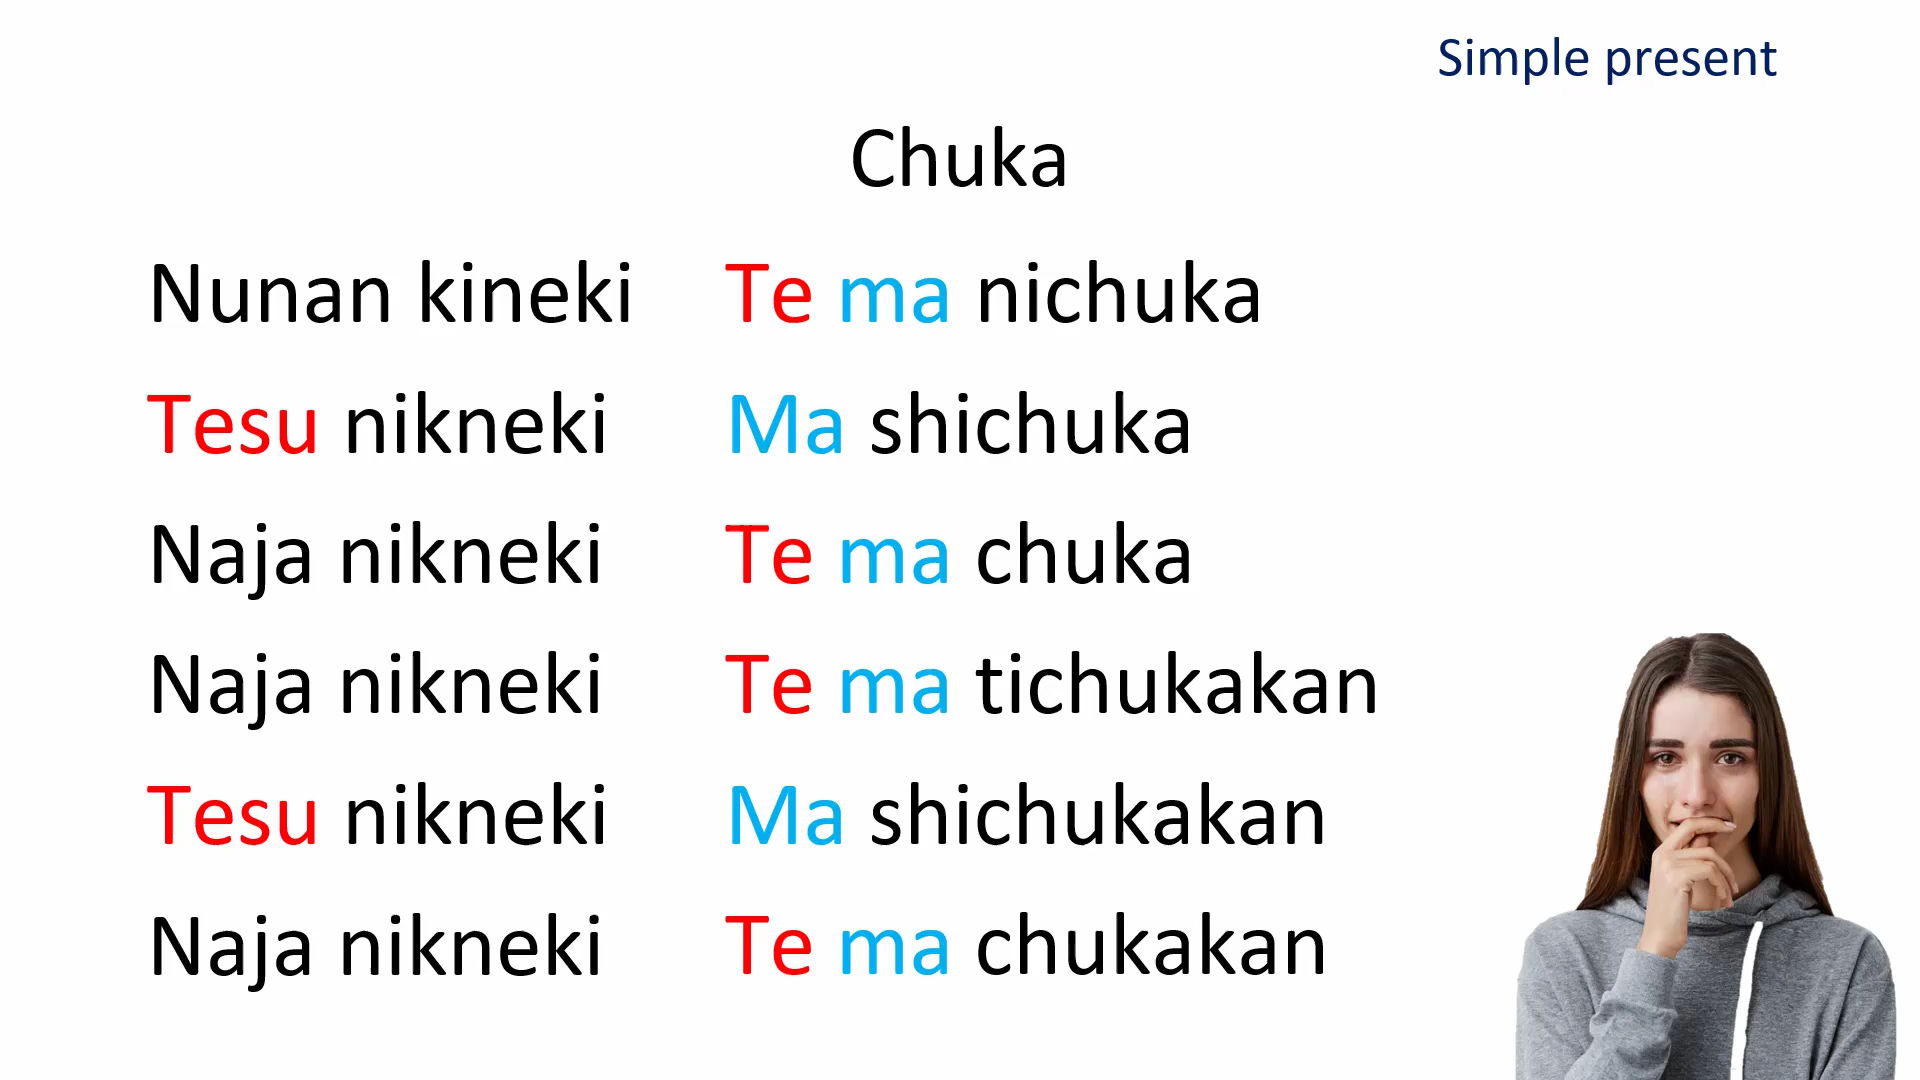 Simple present
Chuka
Nunan kineki Te ma nichuka
Tesu nikneki Ma shichuka
Naja nikneki Te ma chuka
Naja nikneki Te ma tichukakan
Tesu nikneki Ma shichukakan
Naja nikneki Te ma chukakan